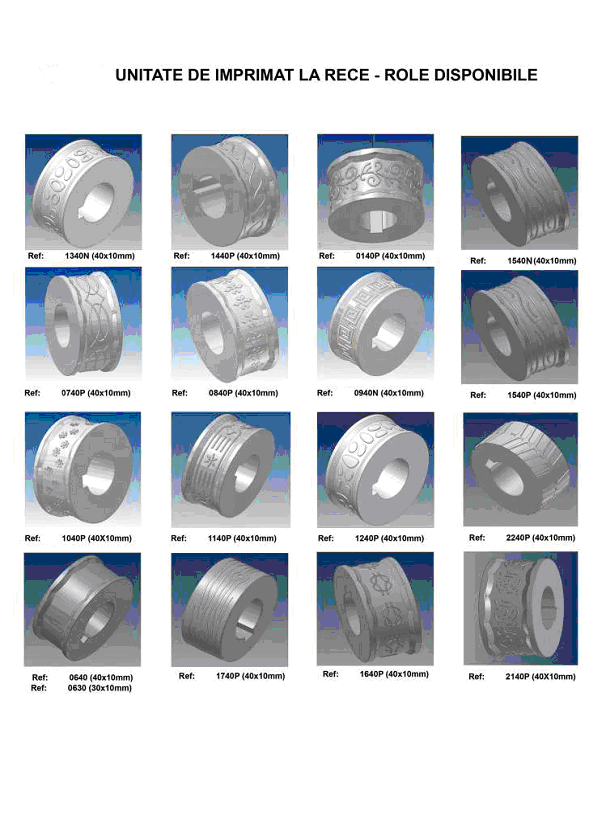 UNITATE DE IMPRIMAT LA RECE - ROLE DISPONIBILE
Ref: 1340N (40x10mm)
Ref: 1440P (40x10mm)
Ref: 0140P (40x10mm)
Ref: 1540N (40x10mm)
Ref: 0740P (40x10mm)
Ref: 0840P (40x10mm)
Ref: 0940N (40x10mm)
Ref: 1540P (40x10mm)
Ref: 1040P (40X10mm)
Ref: 1140P (40x10mm)
Ref: 1240P (40x10mm)
Ref: 2240P (40x10mm)
Ref: 0640 (40x10mm)
Ref: 0630 (30x10mm)
Ref: 1740P (40x10mm)
Ref: 1640P (40x10mm)
Ref: 2140P (40X10mm)